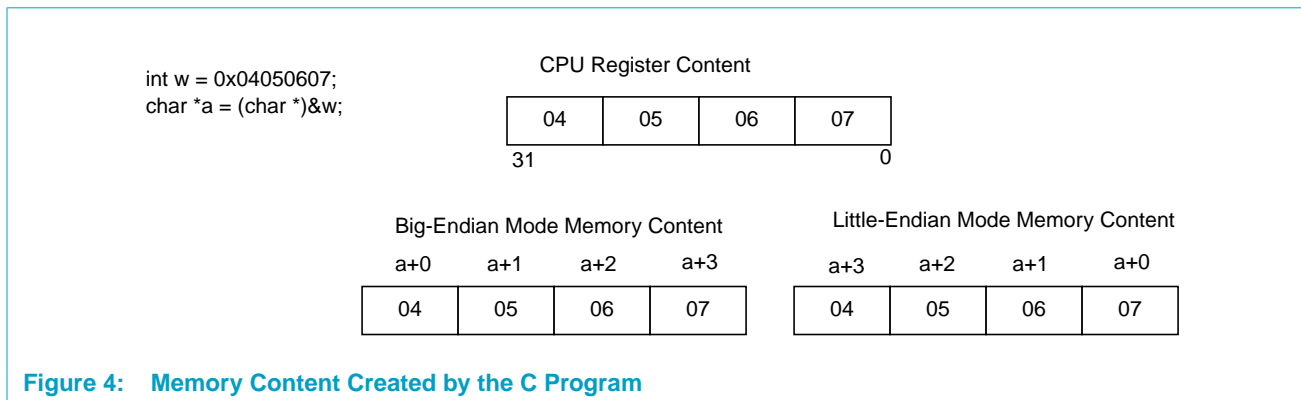 int w = 0x04050607;
char *a = (char *)&w;
CPU Register Content
04 05 06 07
31 0
Big-Endian Mode Memory Content
a+0 a+1 a+2 a+3
04 05 06 07
Little-Endian Mode Memory Content
a+3 a+2 a+1 a+0
04 05 06 07
Figure 4: Memory Content Created by the C Program